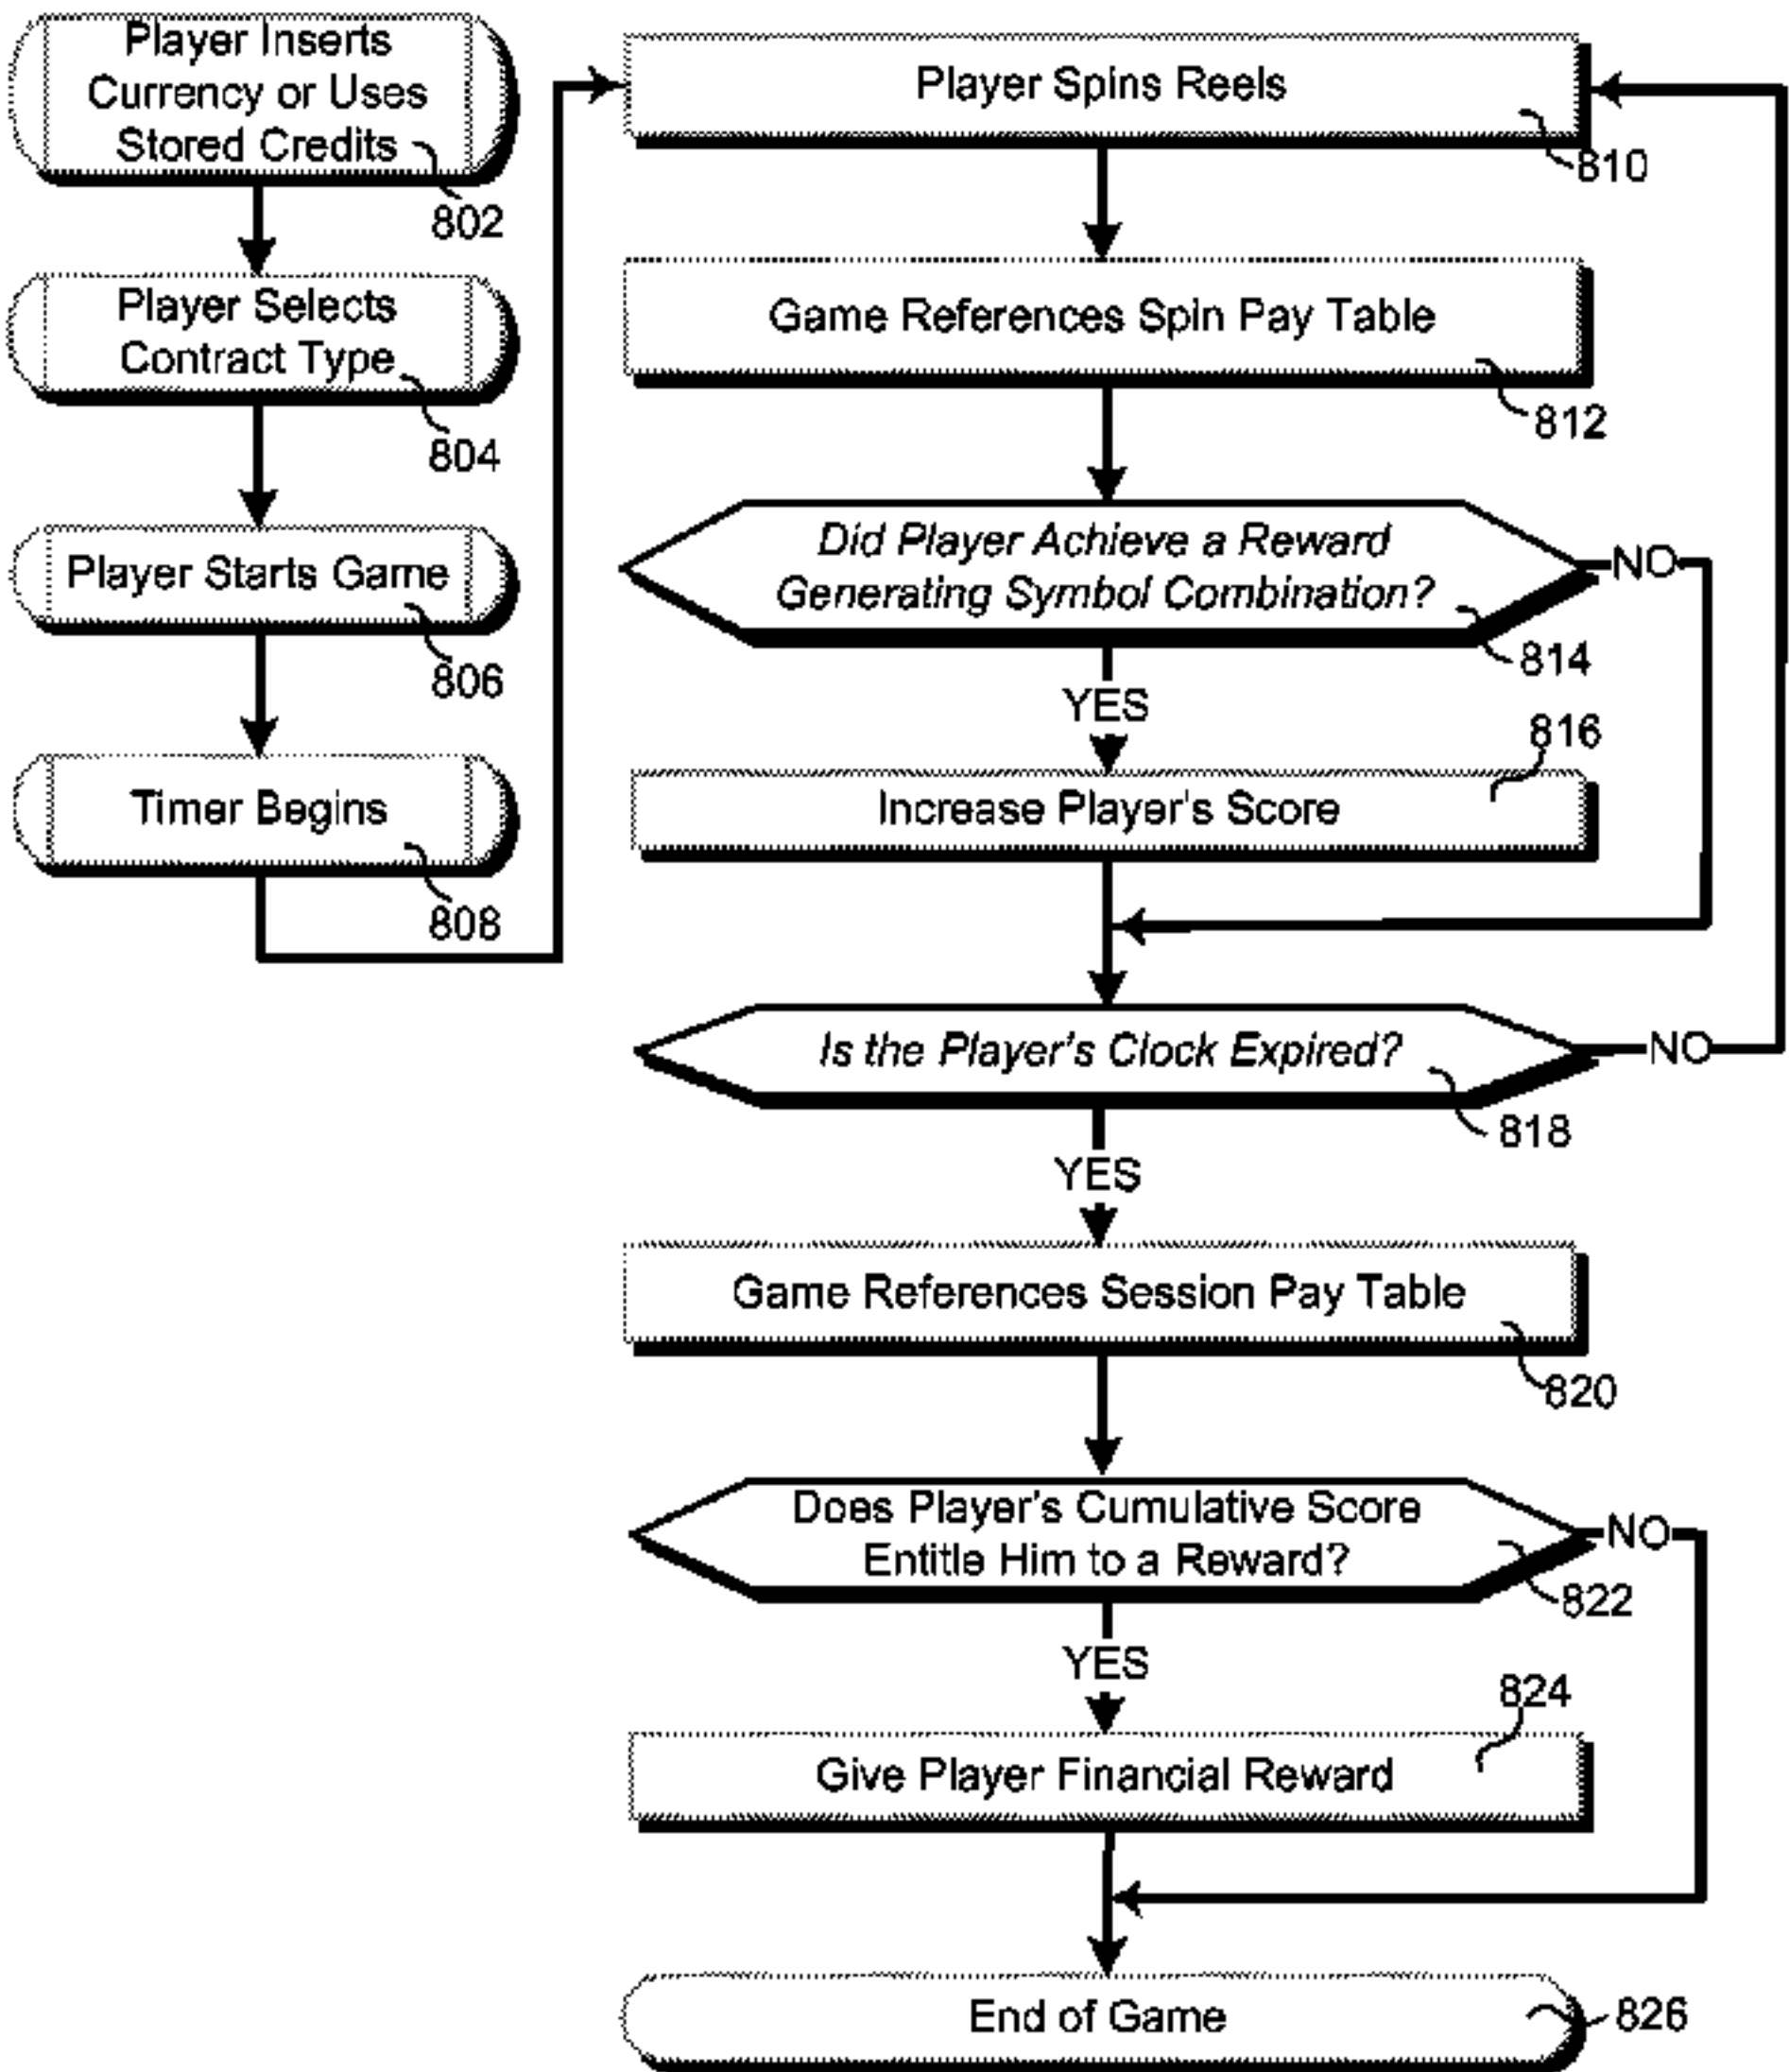 Player Inserts
Currency or Uses
Stored Credits
802
Player Selects
Contract Type
804
Player Starts Game
806
Timer Begins
808
Player Spins Reels
810
Game References Spin Pay Table
812
Did Player Achieve a Reward
Generating Symbol Combination?
NO
814
YES
816
Increase Player's Score
Is the Player's Clock Expired?
NO
818
YES
Game References Session Pay Table
820
Does Player's Cumulative Score
Entitle Him to a Reward?
NO
822
YES
824
Give Player Financial Reward
End of Game
826